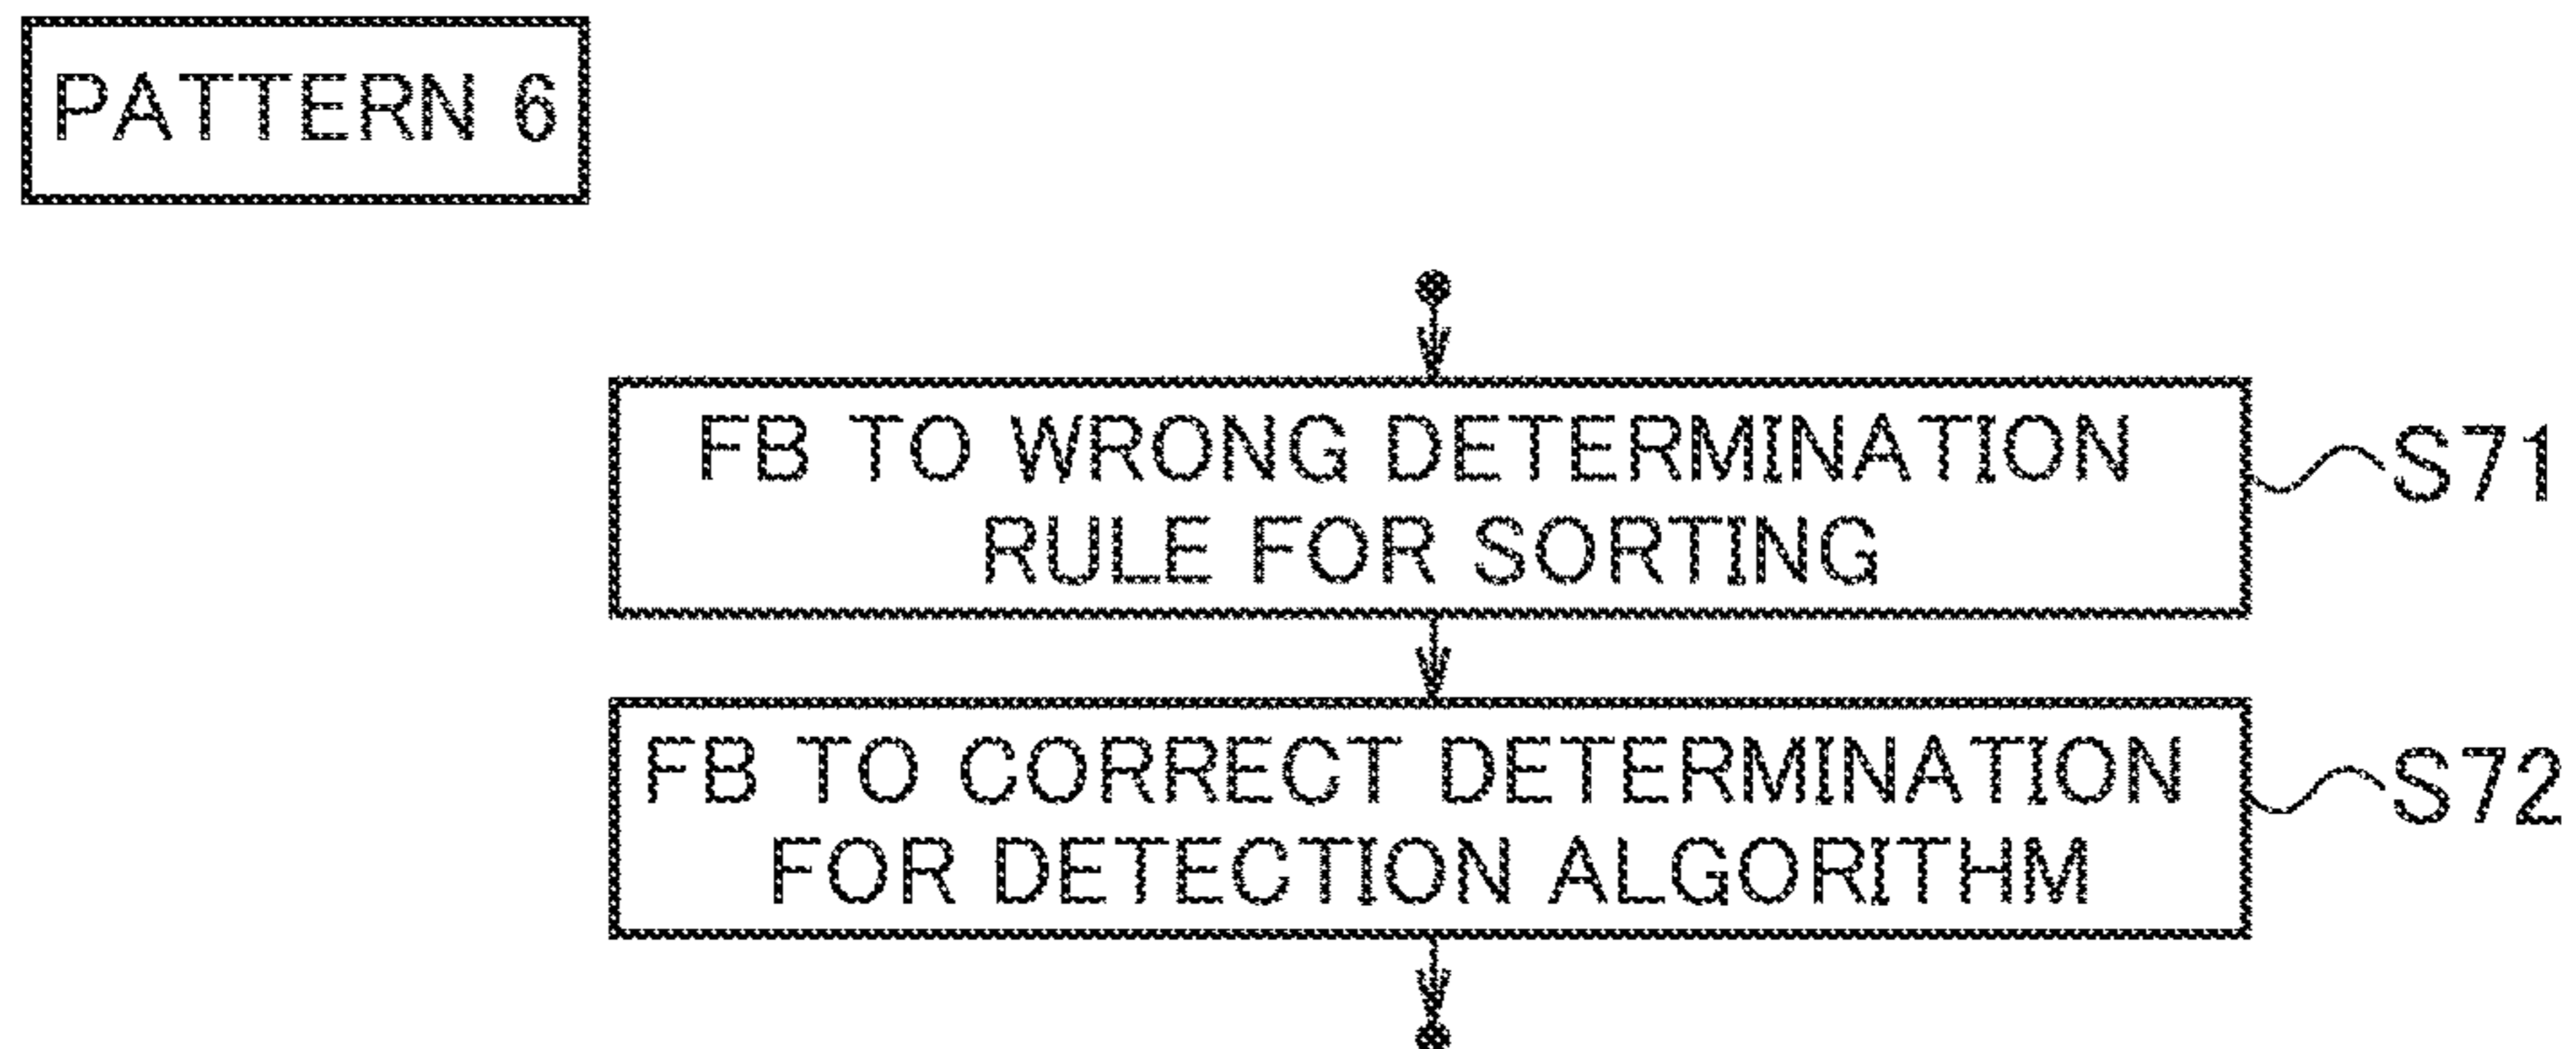 PATTERN 6
FB TO WRONG DETERMINATION
RULE FOR SORTING
S71
FB TO CORRECT DETERMINATION
FOR DETECTION ALGORITHM
S72